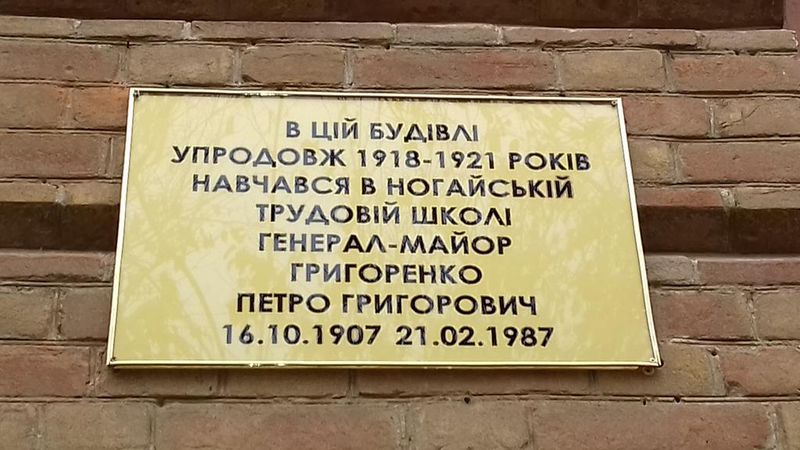 В ЦІЙ БУДІВЛІ
УПРОДОВЖ 1918-1921 РОКІВ
НАВЧАВСЯ В НОГАЙСЬКІЙ
ТРУДОВІЙ ШКОЛІ
ГЕНЕРАЛ-МАЙОР
ГРИГОРЕНКО
ПЕТРО ГРИГОРОВИЧ
16.10.1907 21.02.1987